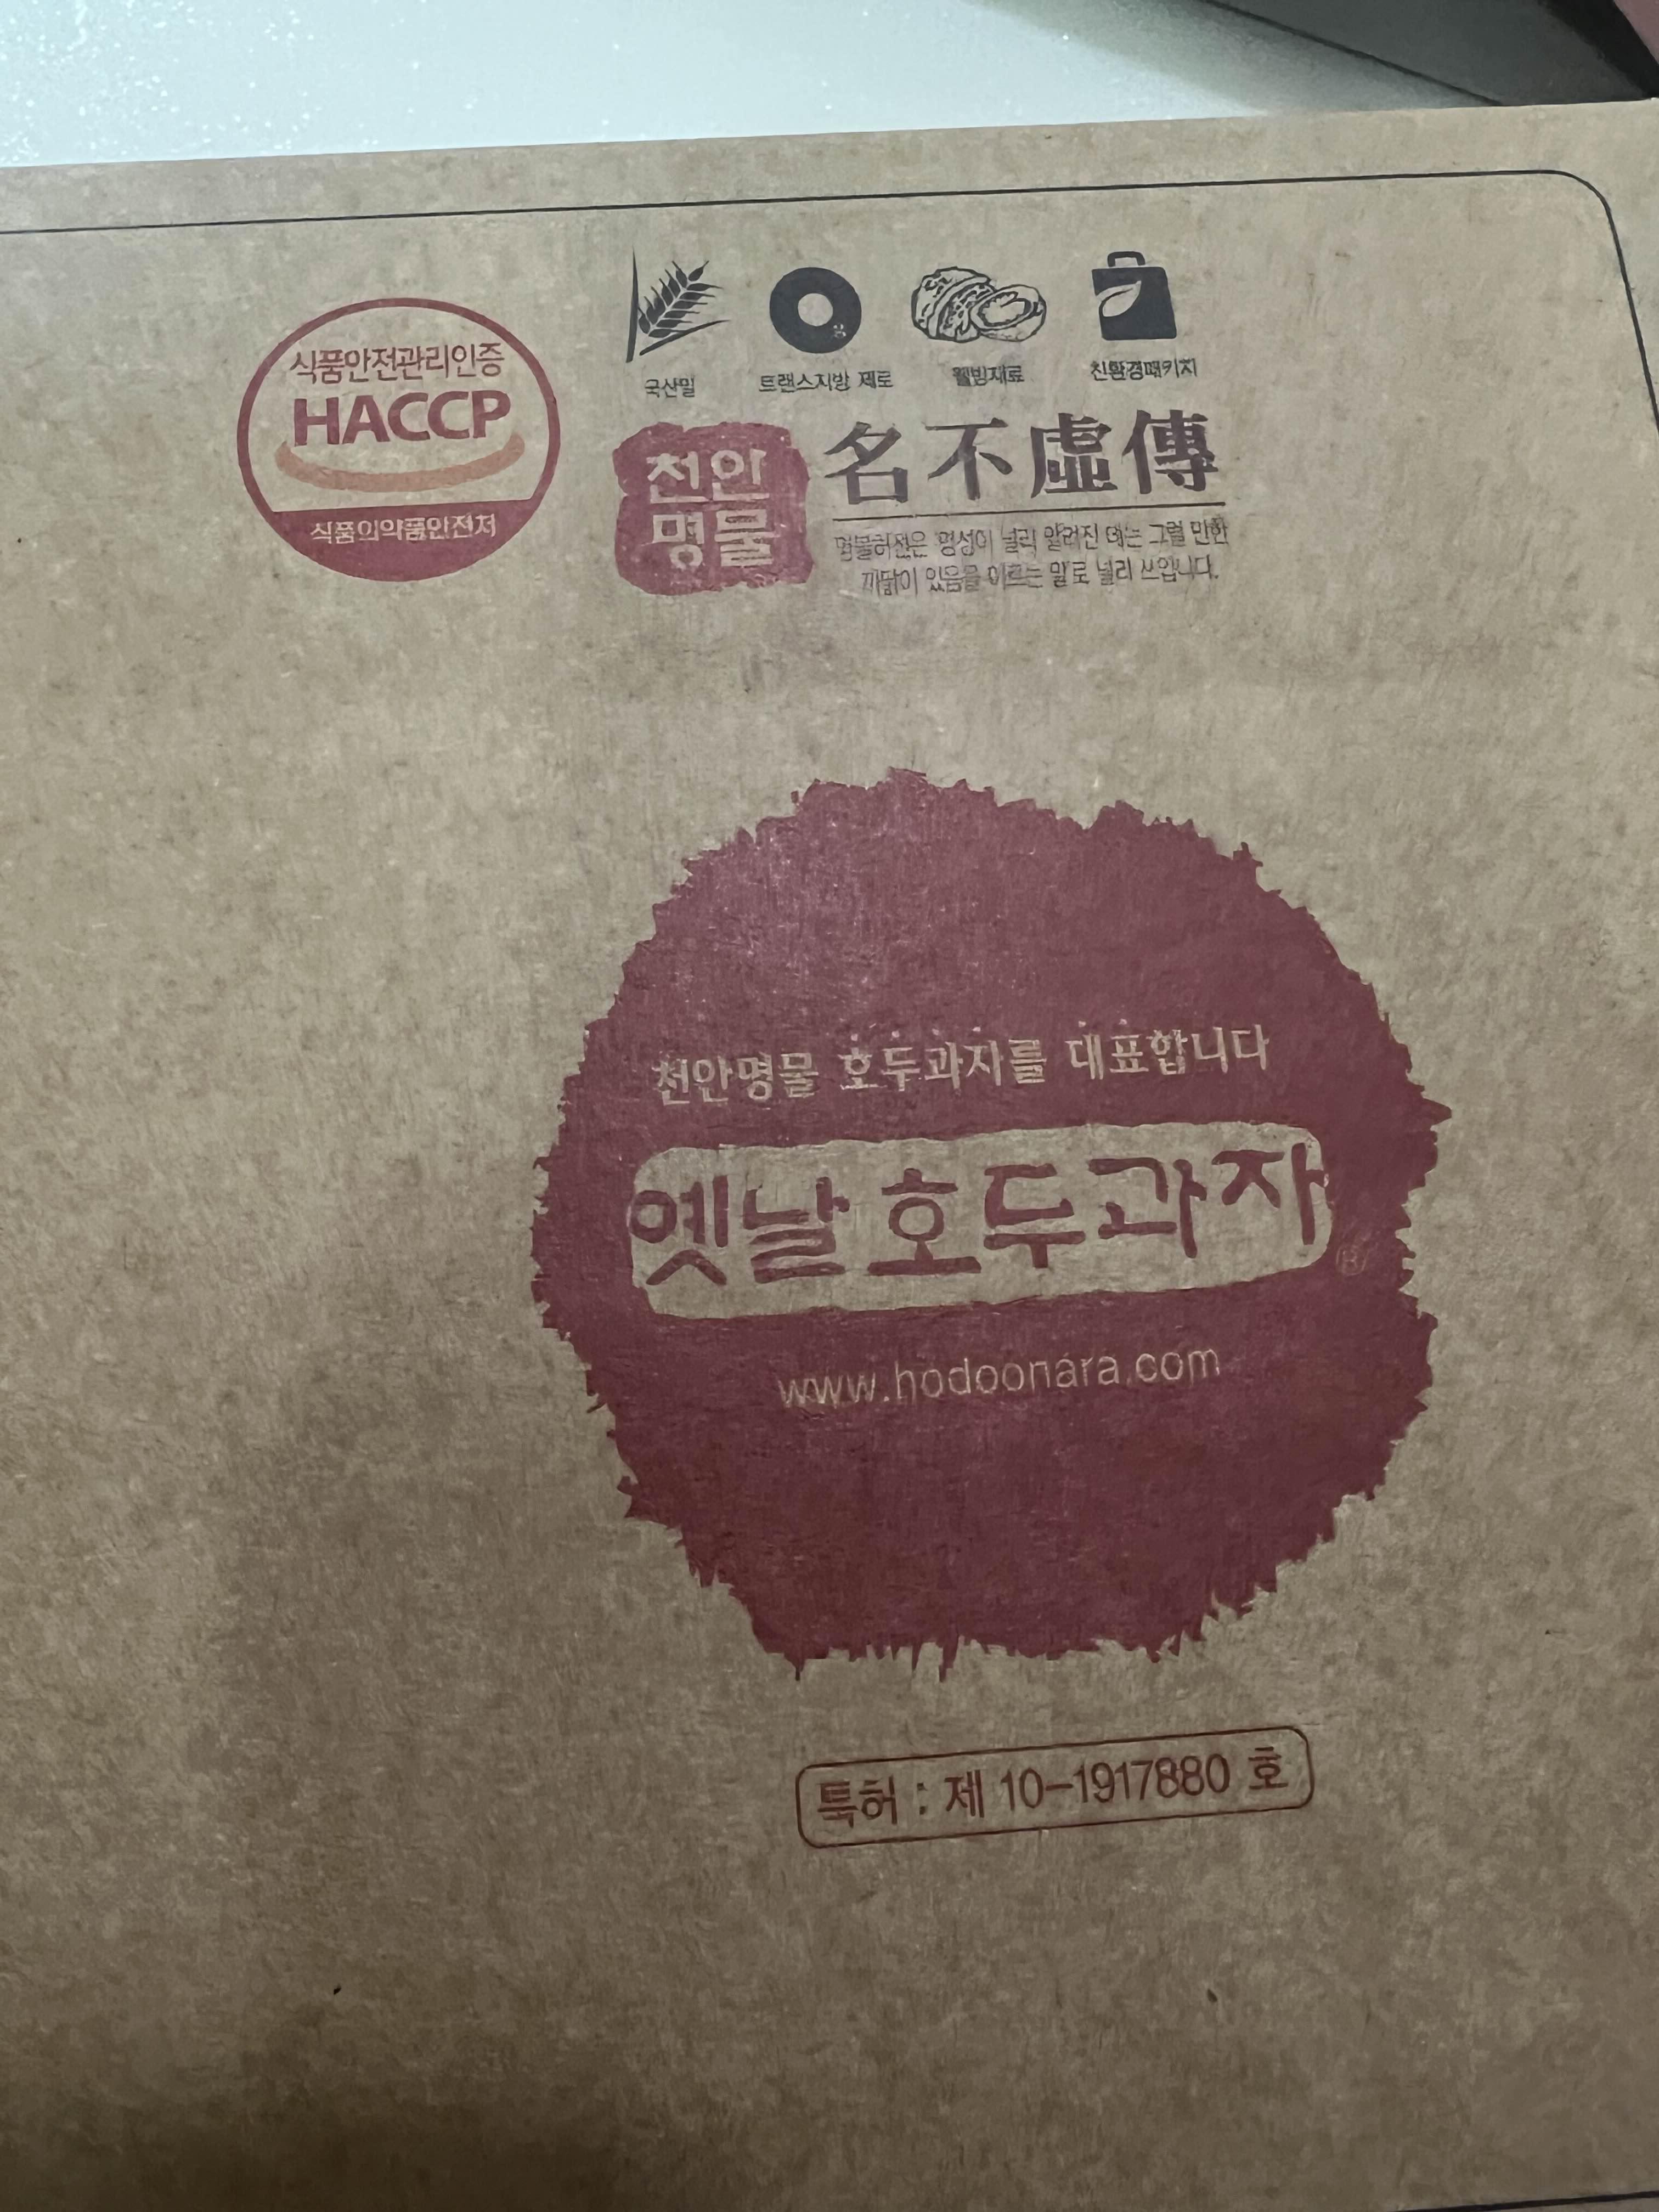 식품안전관리인증
HACCP
식품의약품안전처
국산밀
트랜스지방 제로
웰빙재료
친환경패키지
천안
명물
名不虛傳
명불허전은 명성이 널리 알려진 데는 그럴 만한
까닭이 있음을 이르는 말로 널리 쓰입니다.
천안명물 호두과자를 대표합니다
옛날호두과자
®
www.hodoonara.com
특허 : 제 10-1917880 호